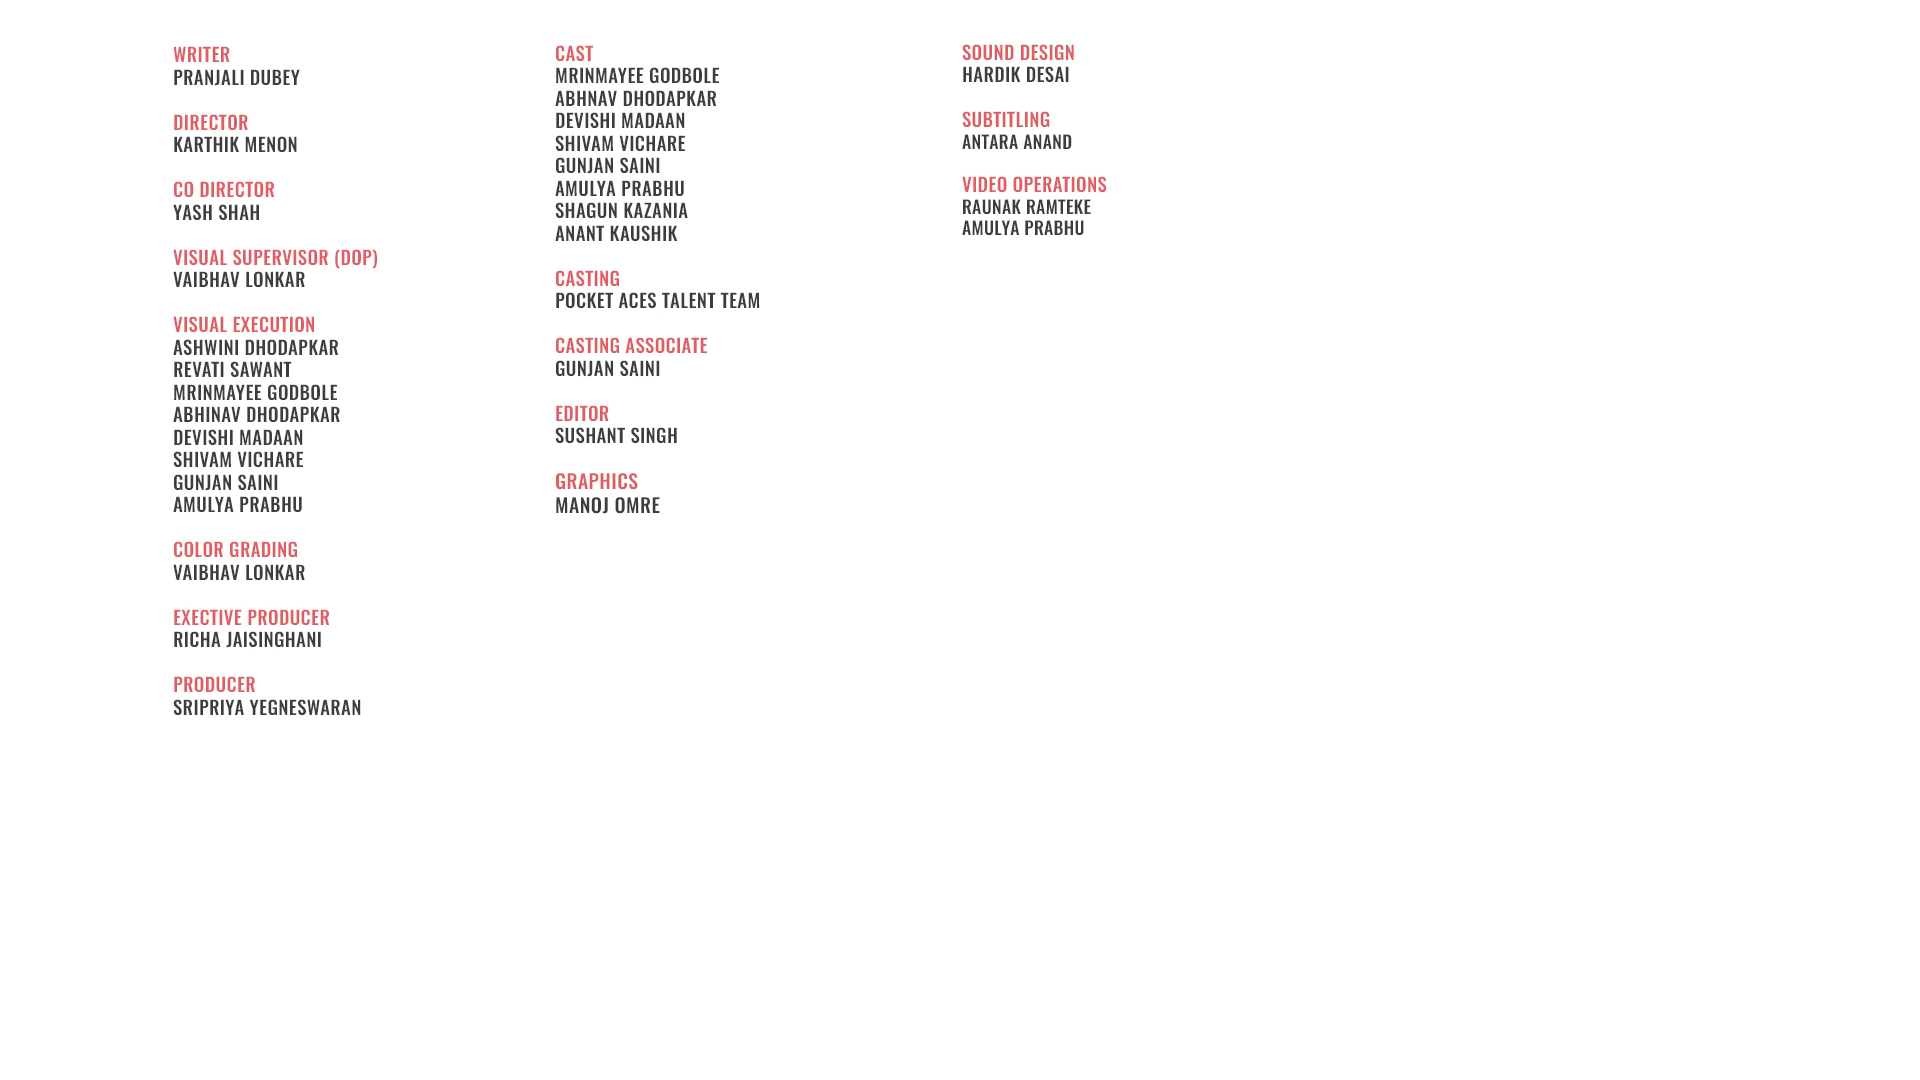 WRITER
PRANJALI DUBEY
DIRECTOR
KARTHIK MENON
CO DIRECTOR
YASH SHAH
VISUAL SUPERVISOR (DOP)
VAIBHAV LONKAR
VISUAL EXECUTION
ASHWINI DHODAPKAR
REVATI SAWANT
MRINMAYEE GODBOLE
ABHINAV DHODAPKAR
DEVISHI MADAAN
SHIVAM VICHARE
GUNJAN SAINI
AMULYA PRABHU
COLOR GRADING
VAIBHAV LONKAR
EXECTIVE PRODUCER
RICHA JAISINGHANI
PRODUCER
SRIPRIYA YEGNESWARAN
CAST
MRINMAYEE GODBOLE
ABHNAV DHODAPKAR
DEVISHI MADAAN
SHIVAM VICHARE
GUNJAN SAINI
AMULYA PRABHU
SHAGUN KAZANIA
ANANT KAUSHIK
CASTING
POCKET ACES TALENT TEAM
CASTING ASSOCIATE
GUNJAN SAINI
EDITOR
SUSHANT SINGH
GRAPHICS
MANOJ OMRE
SOUND DESIGN
HARDIK DESAI
SUBTITLING
ANTARA ANAND
VIDEO OPERATIONS
RAUNAK RAMTEKE
AMULYA PRABHU